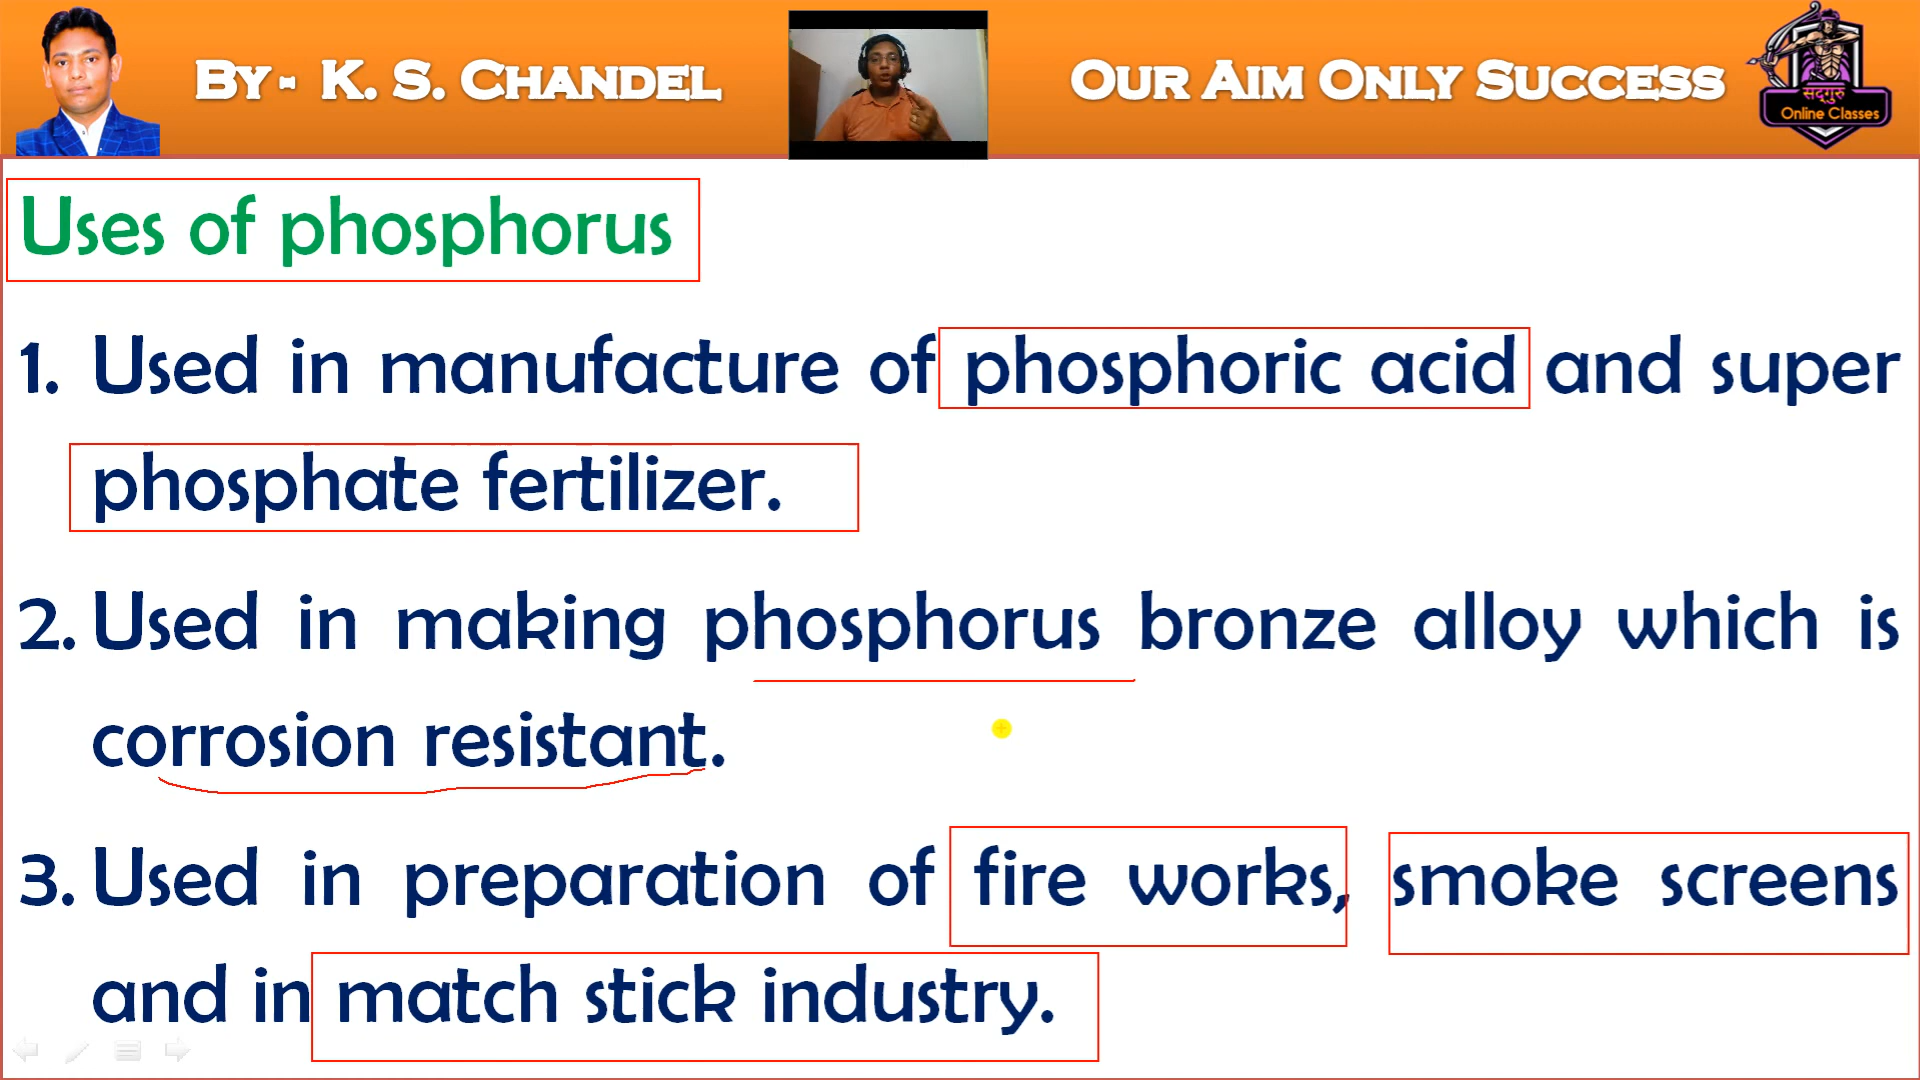 By - K. S. Chandel
Our Aim Only Success
सद्गुरु
Online Classes
Uses of phosphorus
1. Used in manufacture of phosphoric acid and super
phosphate fertilizer.
2. Used in making phosphorus bronze alloy which is
corrosion resistant.
3. Used in preparation of fire works, smoke screens
and in match stick industry.